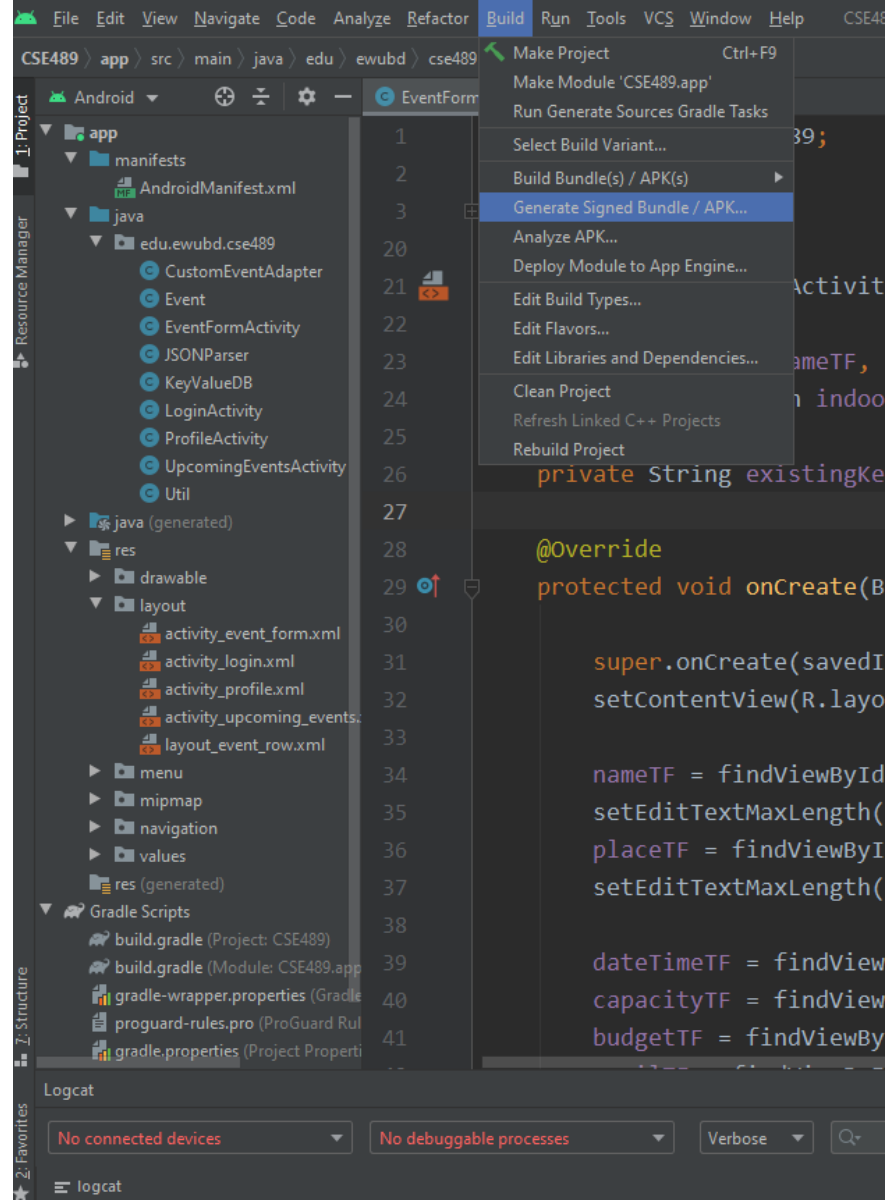 File Edit View Navigate Code Analyze Refactor Build Run Tools VCS Window Help CSE48
CSE489 app src main java edu ewubd cse489
Make Project Ctrl+F9
Make Module 'CSE489.app'
Run Generate Sources Gradle Tasks
Select Build Variant...
Build Bundle(s) / APK(s)
Generate Signed Bundle / APK...
Analyze APK...
Deploy Module to App Engine...
Edit Build Types...
Edit Flavors...
Edit Libraries and Dependencies...
Clean Project
Refresh Linked C++ Projects
Rebuild Project
1: Project
Resource Manager
7: Structure
2: Favorites
Android
app
manifests
AndroidManifest.xml
java
edu.ewubd.cse489
CustomEventAdapter
Event
EventFormActivity
JSONParser
KeyValueDB
LoginActivity
ProfileActivity
UpcomingEventsActivity
Util
java (generated)
res
drawable
layout
activity_event_form.xml
activity_login.xml
activity_profile.xml
activity_upcoming_events.
layout_event_row.xml
menu
mipmap
navigation
values
res (generated)
Gradle Scripts
build.gradle (Project: CSE489)
build.gradle (Module: CSE489.app
gradle-wrapper.properties (Gradle
proguard-rules.pro (ProGuard Rul
gradle.properties (Project Properti
EventForm
1 89;
2
3
20
21 Activit
22
23 ameTF,
24 n indoo
25
26 private String existingKe
27
28 @Override
29 protected void onCreate(B
30
31 super.onCreate(savedI
32 setContentView(R.layo
33
34 nameTF = findViewById
35 setEditTextMaxLength(
36 placeTF = findViewByI
37 setEditTextMaxLength(
38
39 dateTimeTF = findView
40 capacityTF = findView
41 budgetTF = findViewBy
Logcat
No connected devices No debuggable processes Verbose Q
logcat